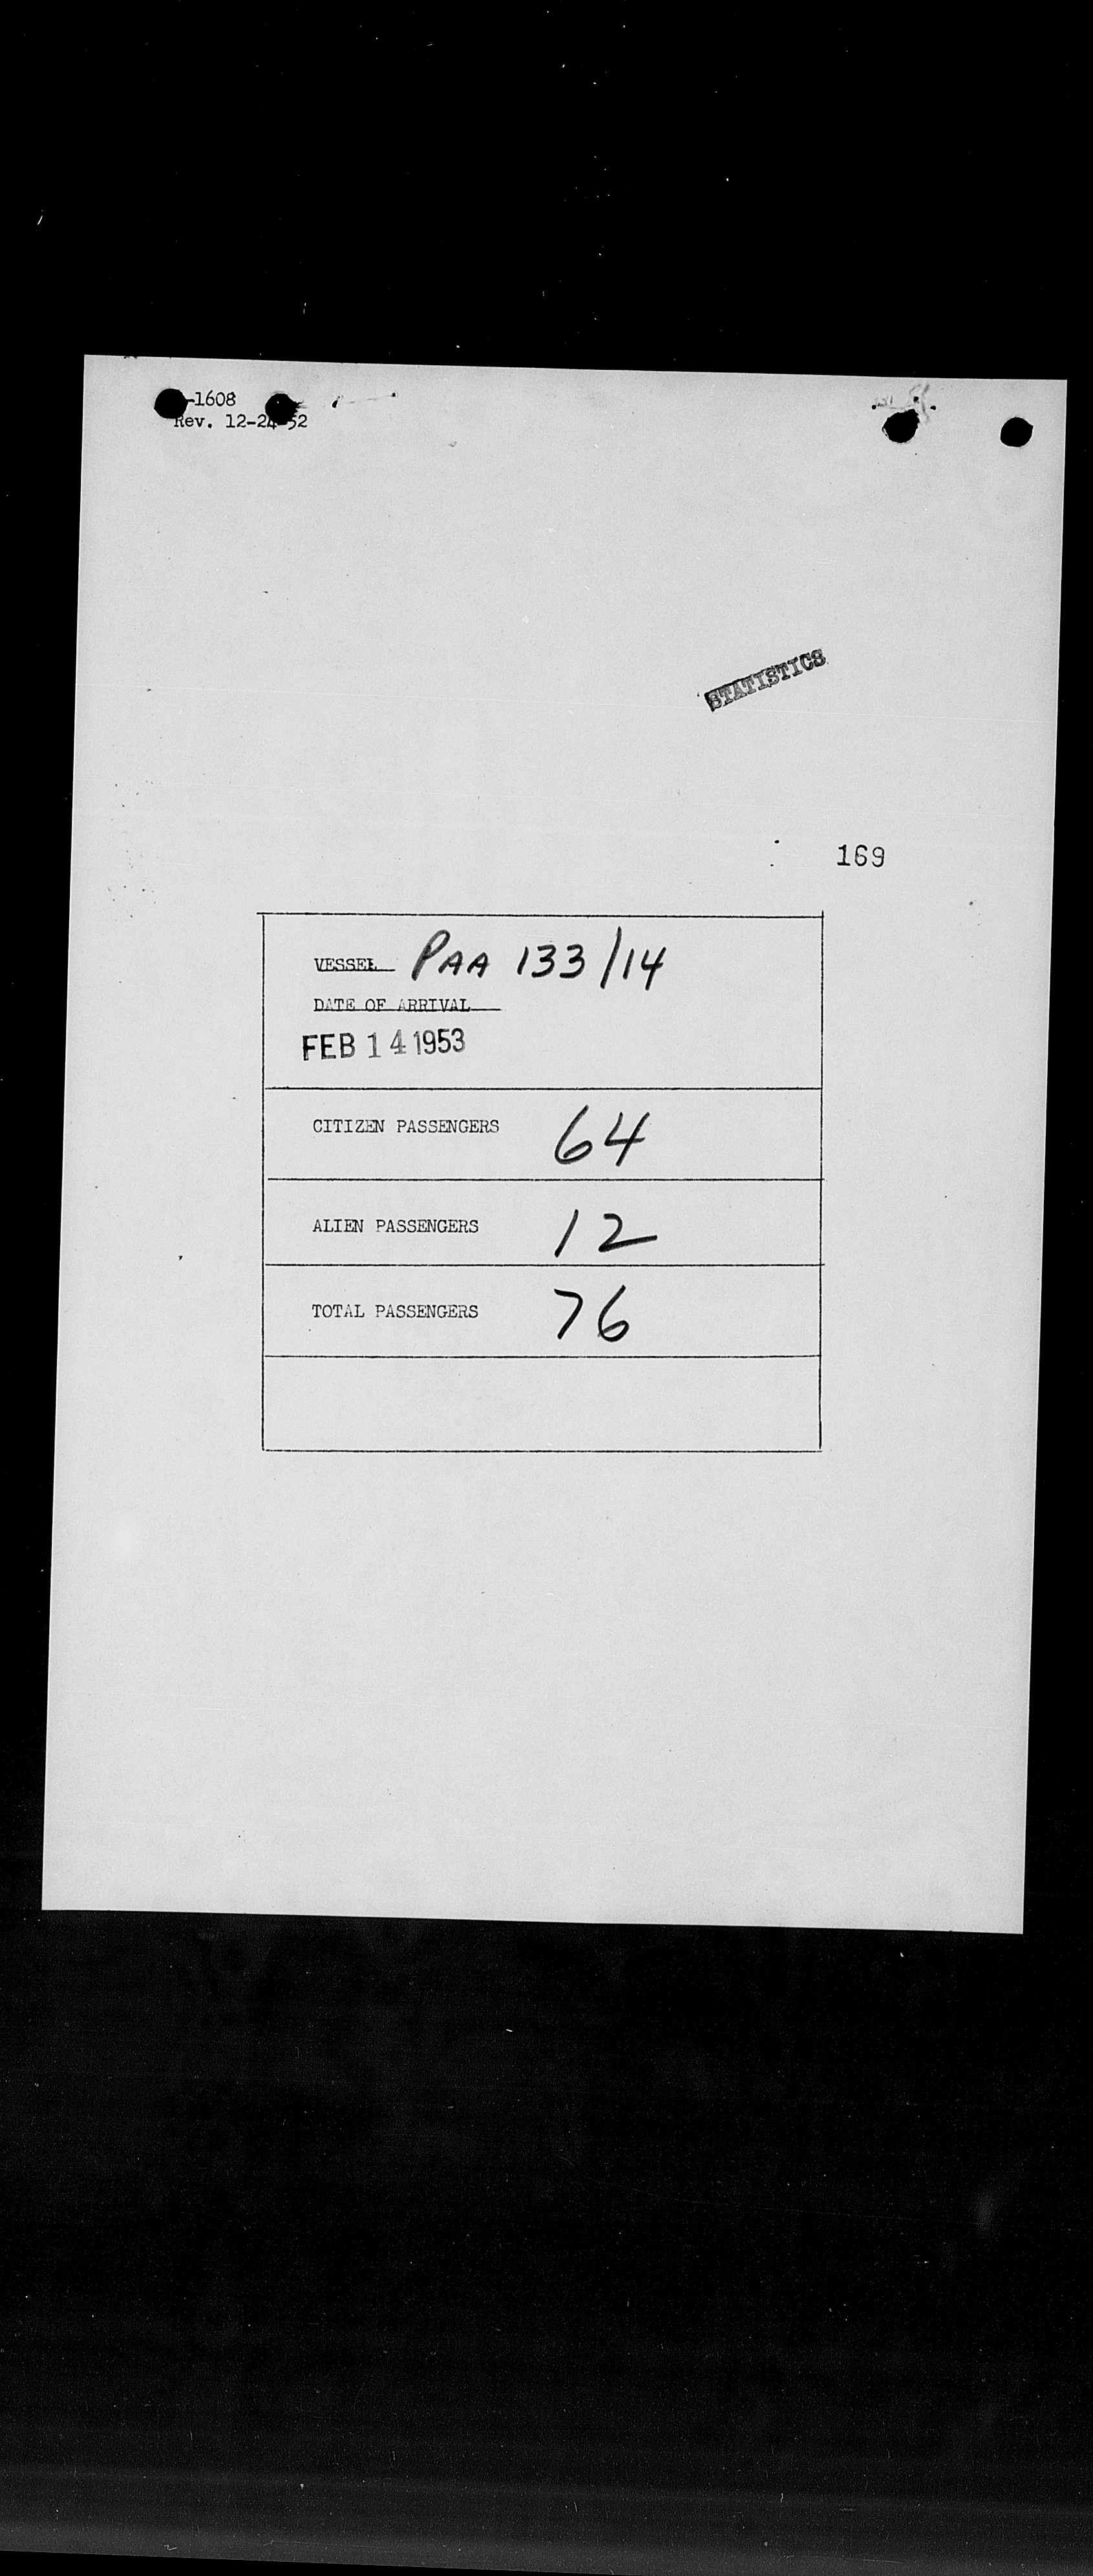 -1608
Rev. 12-24-52
STATISTICS
169
VESSEL PAA 133/14
DATE OF ARRIVAL
FEB 14 1953
CITIZEN PASSENGERS 64
ALIEN PASSENGERS 12
TOTAL PASSENGERS 76